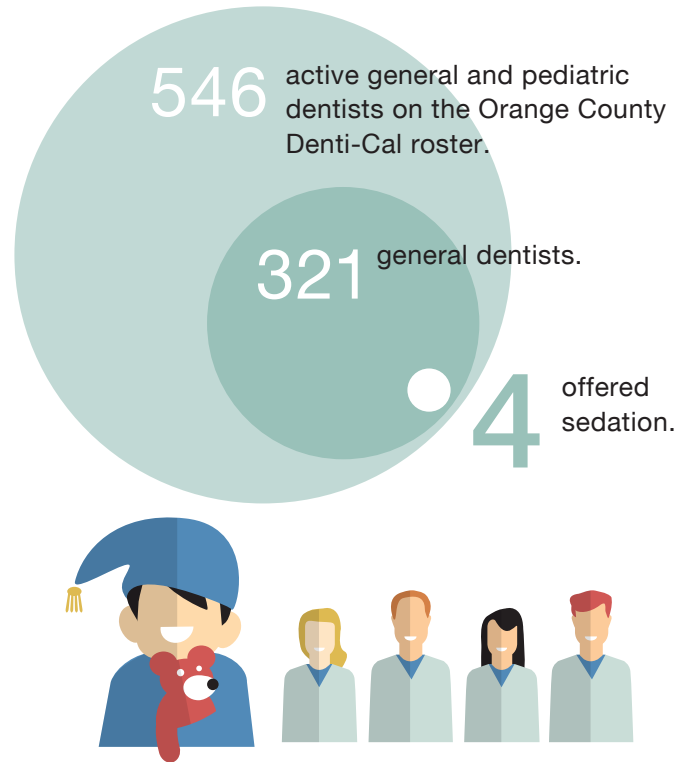 546 active general and pediatric
dentists on the Orange County
Denti-Cal roster.
321 general dentists.
4 offered
sedation.